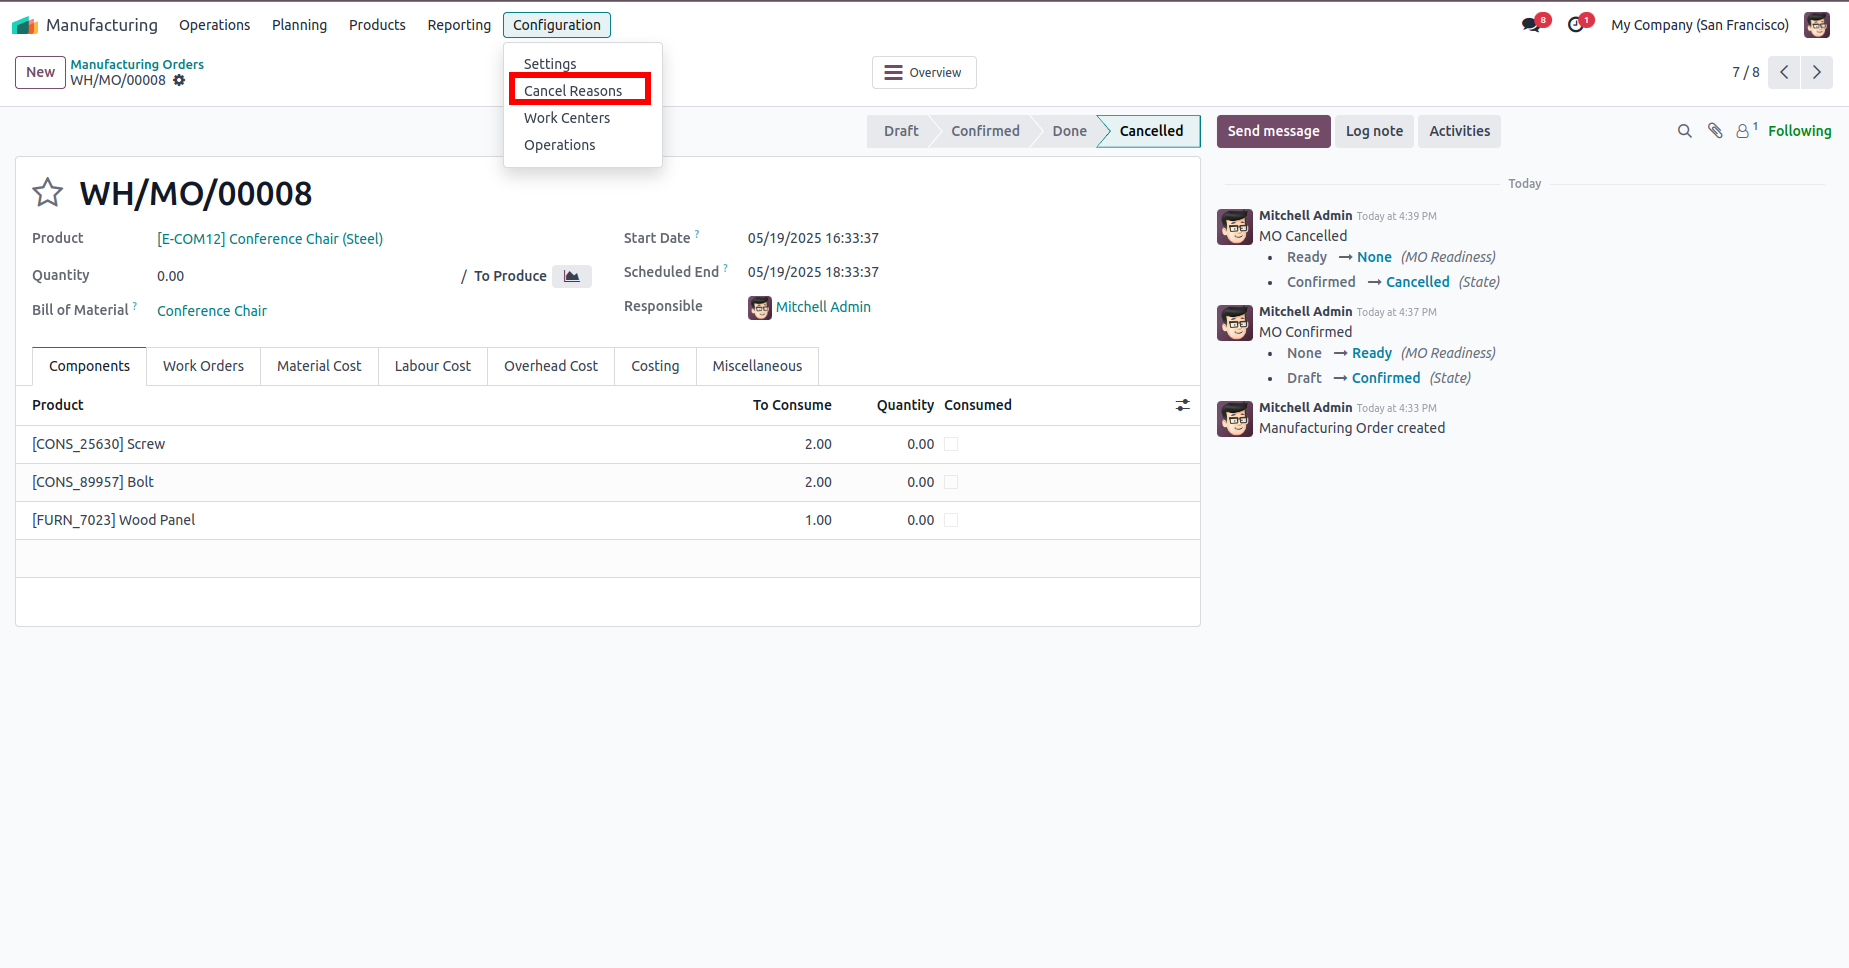 Manufacturing Operations Planning Products Reporting Configuration 8 1 My Company (San Francisco)
New Manufacturing Orders
WH/MO/00008
Overview
7 / 8
Settings
Cancel Reasons
Work Centers
Operations
Draft Confirmed Done Cancelled
Send message Log note Activities 1 Following
WH/MO/00008
Product [E-COM12] Conference Chair (Steel)
Quantity 0.00 / To Produce
Bill of Material ? Conference Chair
Start Date ? 05/19/2025 16:33:37
Scheduled End ? 05/19/2025 18:33:37
Responsible Mitchell Admin
Components Work Orders Material Cost Labour Cost Overhead Cost Costing Miscellaneous
Product To Consume Quantity Consumed
[CONS_25630] Screw 2.00 0.00
[CONS_89957] Bolt 2.00 0.00
[FURN_7023] Wood Panel 1.00 0.00
Today
Mitchell Admin Today at 4:39 PM
MO Cancelled
• Ready → None (MO Readiness)
• Confirmed → Cancelled (State)
Mitchell Admin Today at 4:37 PM
MO Confirmed
• None → Ready (MO Readiness)
• Draft → Confirmed (State)
Mitchell Admin Today at 4:33 PM
Manufacturing Order created